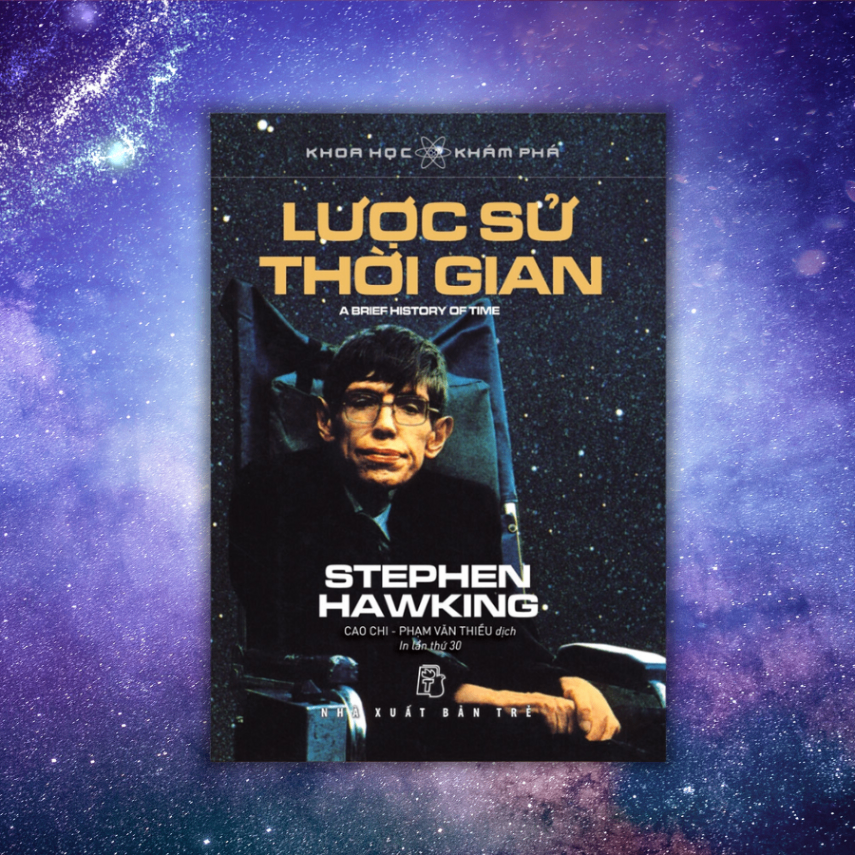 KHOA HỌC KHÁM PHÁ
LƯỢC SỬ
THỜI GIAN
A BRIEF HISTORY OF TIME
STEPHEN
HAWKING
CAO CHI - PHẠM VĂN THIỀU dịch
In lần thứ 30
NHÀ XUẤT BẢN TRẺ